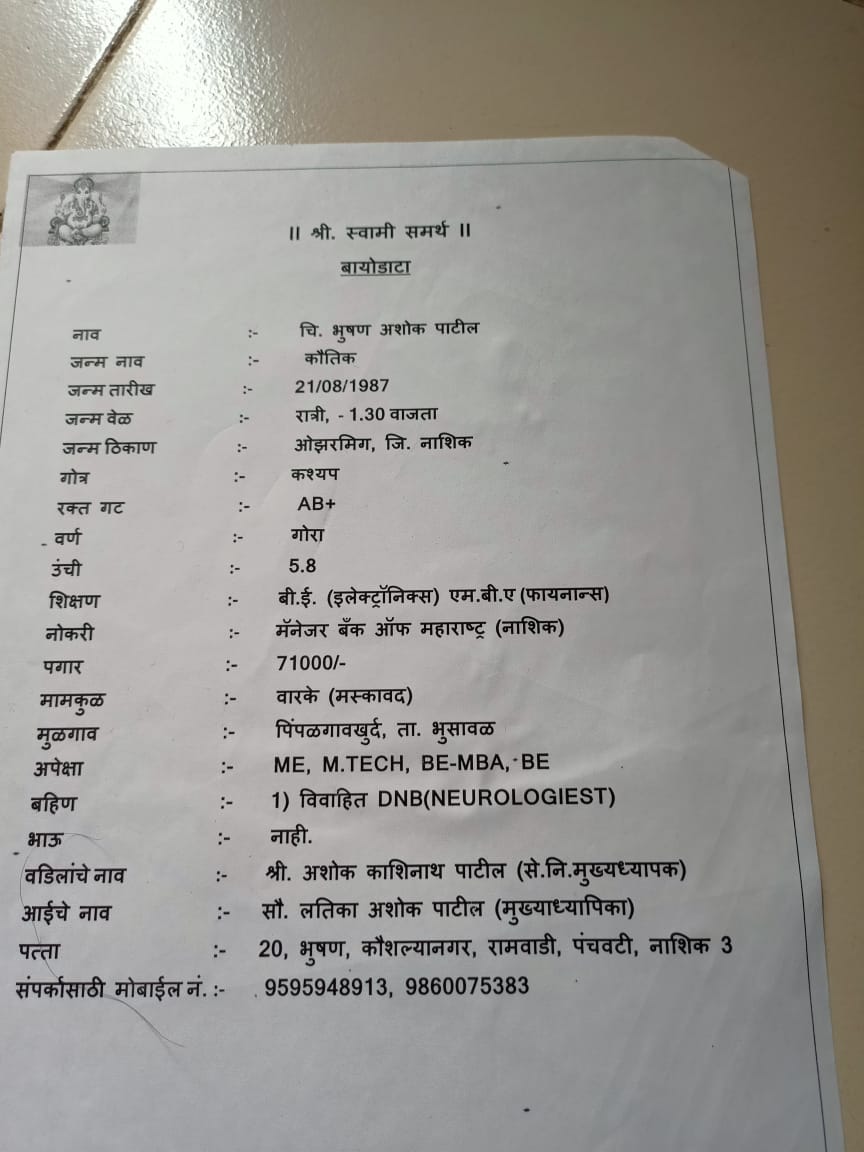 ॥ श्री. स्वामी समर्थ ॥
बायोडाटा
नाव :- चि. भुषण अशोक पाटील
जन्म नाव :- कौतिक
जन्म तारीख :- 21/08/1987
जन्म वेळ :- रात्री, - 1.30 वाजता
जन्म ठिकाण :- ओझरमिग, जि. नाशिक
गोत्र :- कश्यप
रक्त गट :- AB+
वर्ण :- गोरा
उंची :- 5.8
शिक्षण :- बी.ई. (इलेक्ट्रॉनिक्स) एम.बी.ए (फायनान्स)
नोकरी :- मॅनेजर बँक ऑफ महाराष्ट्र (नाशिक)
पगार :- 71000/-
मामकुळ :- वारके (मस्कावद)
मुळगाव :- पिंपळगावखुर्द, ता. भुसावळ
अपेक्षा :- ME, M.TECH, BE-MBA, BE
बहिण :- 1) विवाहित DNB(NEUROLOGIEST)
भाऊ :- नाही.
वडिलांचे नाव :- श्री. अशोक काशिनाथ पाटील (से.नि.मुख्यध्यापक)
आईचे नाव :- सौ. लतिका अशोक पाटील (मुख्याध्यापिका)
पत्ता :- 20, भुषण, कौशल्यानगर, रामवाडी, पंचवटी, नाशिक 3
संपर्कासाठी मोबाईल नं. :- 9595948913, 9860075383